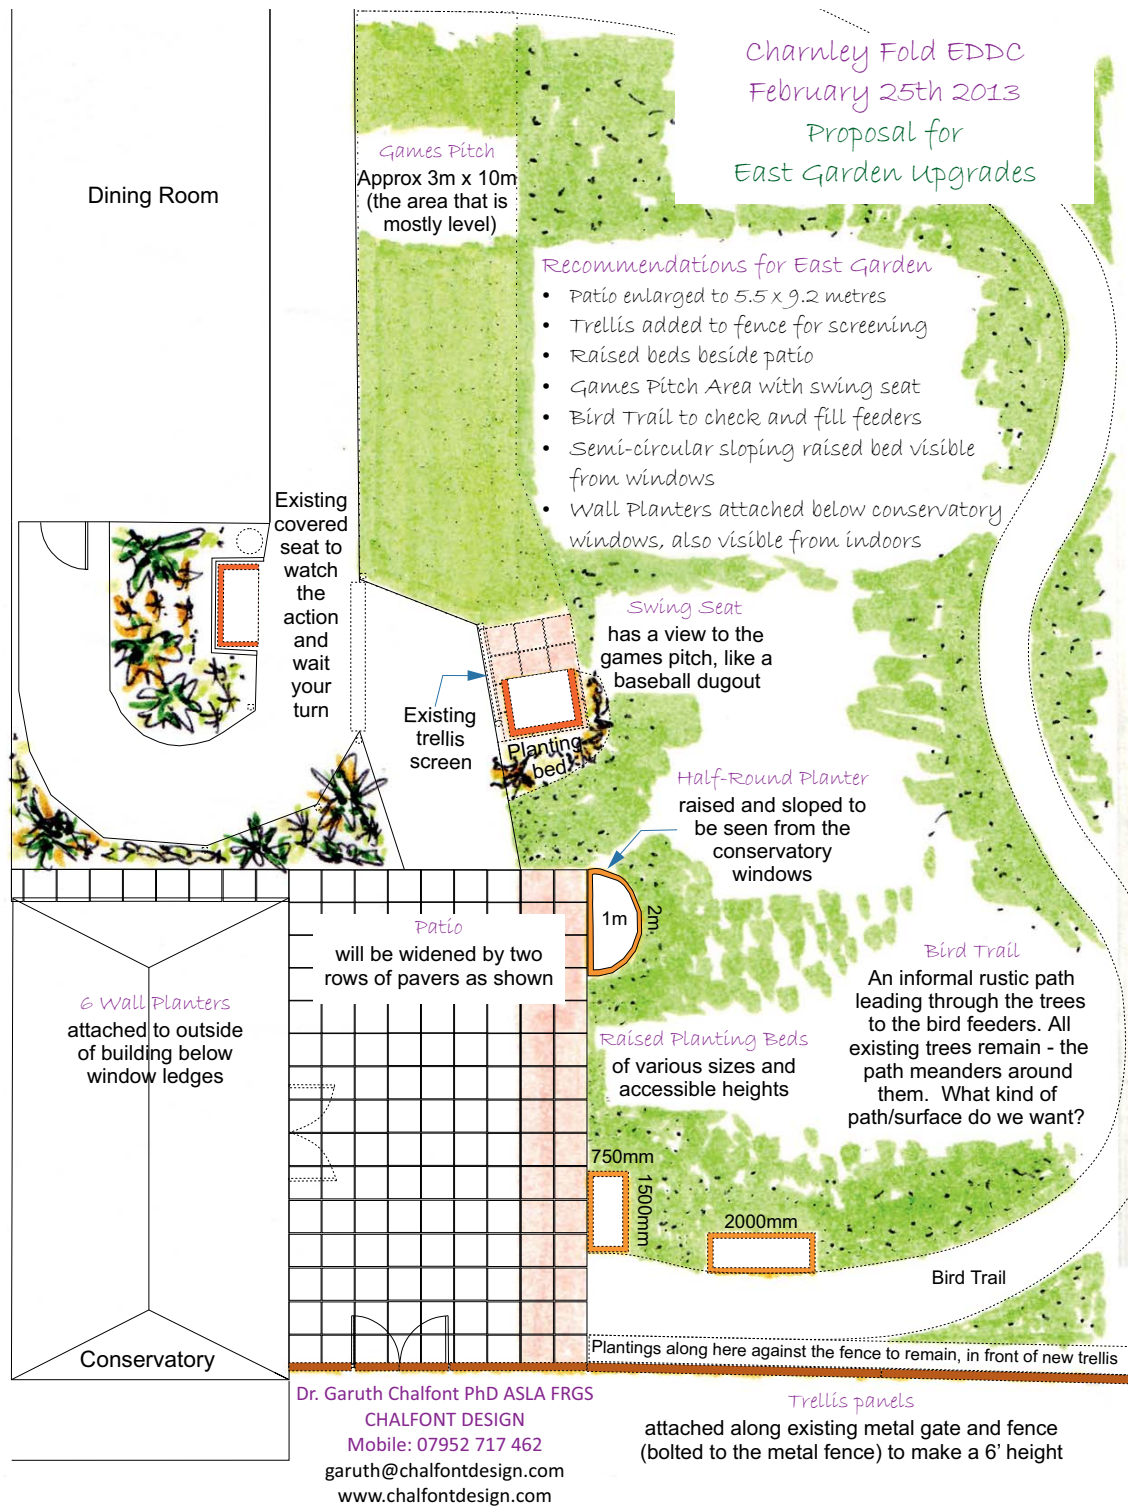 Charnley Fold EDDC
February 25th 2013
Proposal for
East Garden Upgrades
Dining Room
Games Pitch
Approx 3m x 10m
(the area that is
mostly level)
Recommendations for East Garden
• Patio enlarged to 5.5 x 9.2 metres
• Trellis added to fence for screening
• Raised beds beside patio
• Games Pitch Area with swing seat
• Bird Trail to check and fill feeders
• Semi-circular sloping raised bed visible
from windows
• Wall Planters attached below conservatory
windows, also visible from indoors
Existing
covered
seat to
watch
the
action
and
wait
your
turn
Swing Seat
has a view to the
games pitch, like a
baseball dugout
Existing
trellis
screen
Planting
bed
Half-Round Planter
raised and sloped to
be seen from the
conservatory
windows
1m
2m.
Patio
will be widened by two
rows of pavers as shown
6 Wall Planters
attached to outside
of building below
window ledges
Bird Trail
An informal rustic path
leading through the trees
to the bird feeders. All
existing trees remain - the
path meanders around
them. What kind of
path/surface do we want?
Raised Planting Beds
of various sizes and
accessible heights
750mm
1500mm
2000mm
Bird Trail
Plantings along here against the fence to remain, in front of new trellis
Conservatory
Trellis panels
attached along existing metal gate and fence
(bolted to the metal fence) to make a 6' height
Dr. Garuth Chalfont PhD ASLA FRGS
CHALFONT DESIGN
Mobile: 07952 717 462
garuth@chalfontdesign.com
www.chalfontdesign.com